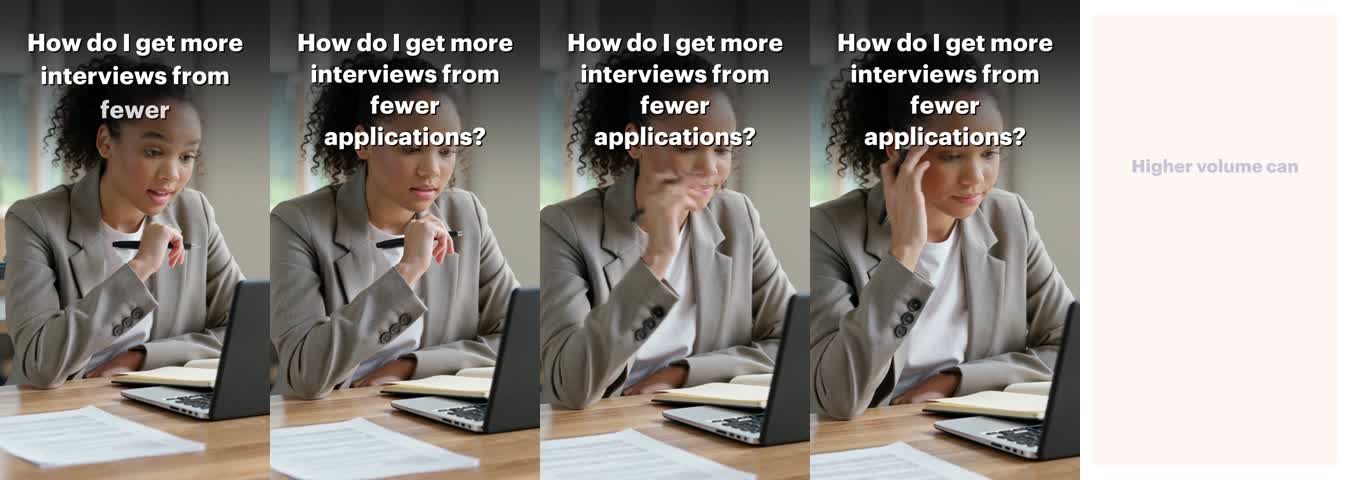 How do I get more
interviews from
fewer
How do I get more
interviews from
fewer
applications?
How do I get more
interviews from
fewer
applications?
How do I get more
interviews from
fewer
applications?
Higher volume can